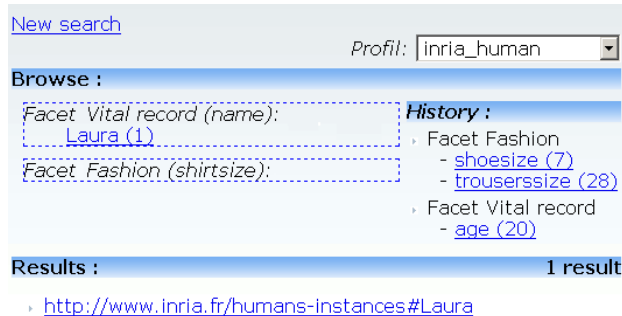 New search
Profil: inria_human
Browse :
Facet Vital record (name):
Laura (1)
Facet Fashion (shirtsize):
History :
Facet Fashion
- shoesize (7)
- trouserssize (28)
Facet Vital record
- age (20)
Results : 1 result
http://www.inria.fr/humans-instances#Laura